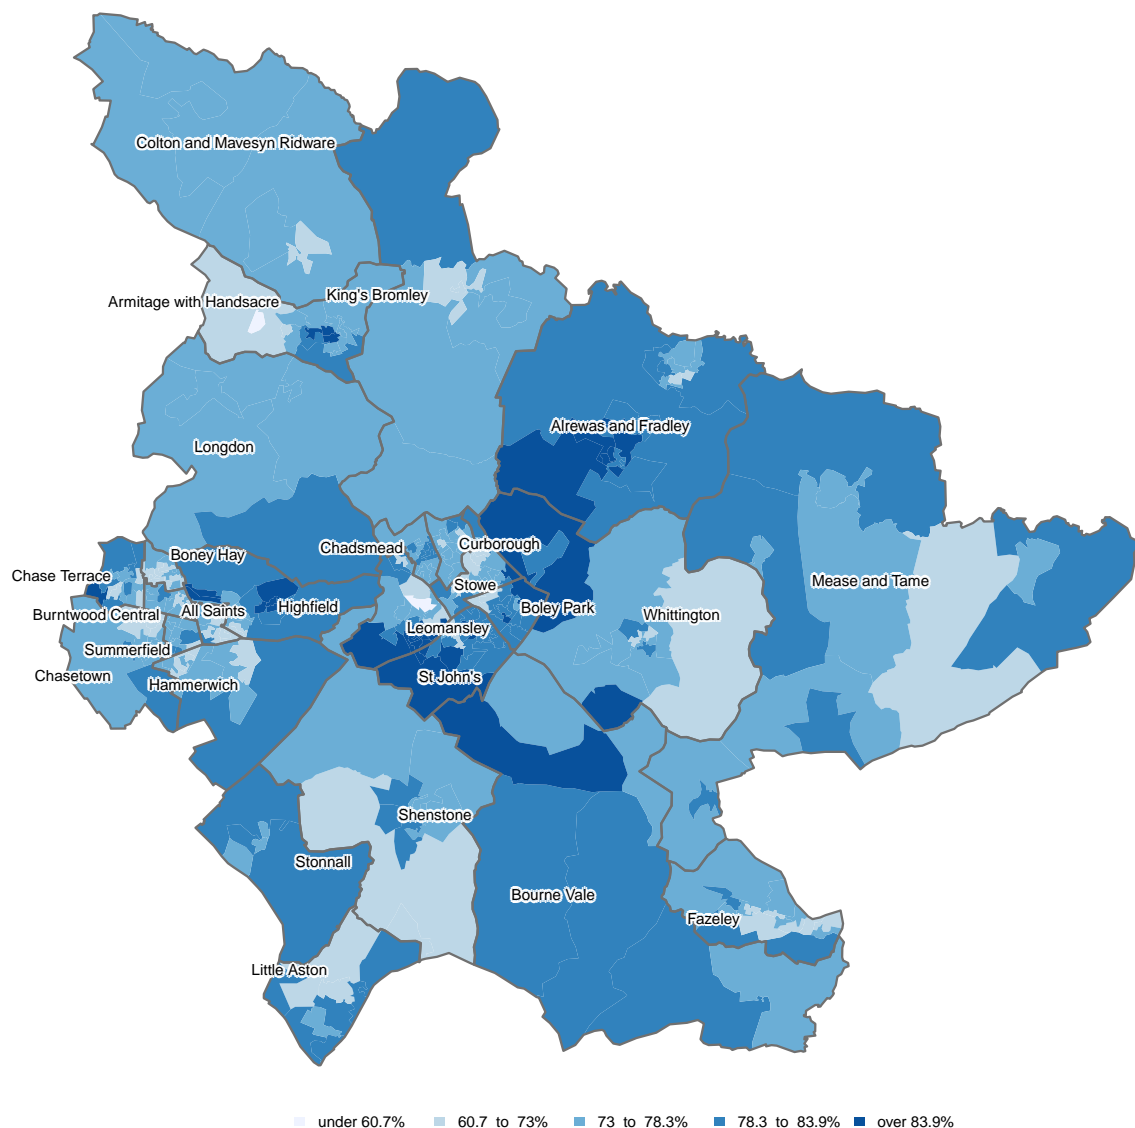 Colton and Mavesyn Ridware
Armitage with Handsacre
King's Bromley
Alrewas and Fradley
Longdon
Chadsmead
Curborough
Boney Hay
Chase Terrace
Stowe
Mease and Tame
Burntwood Central
All Saints
Highfield
Boley Park
Whittington
Leomansley
Summerfield
Chasetown
St John's
Hammerwich
Shenstone
Stonnall
Bourne Vale
Fazeley
Little Aston
under 60.7%
60.7 to 73%
73 to 78.3%
78.3 to 83.9%
over 83.9%